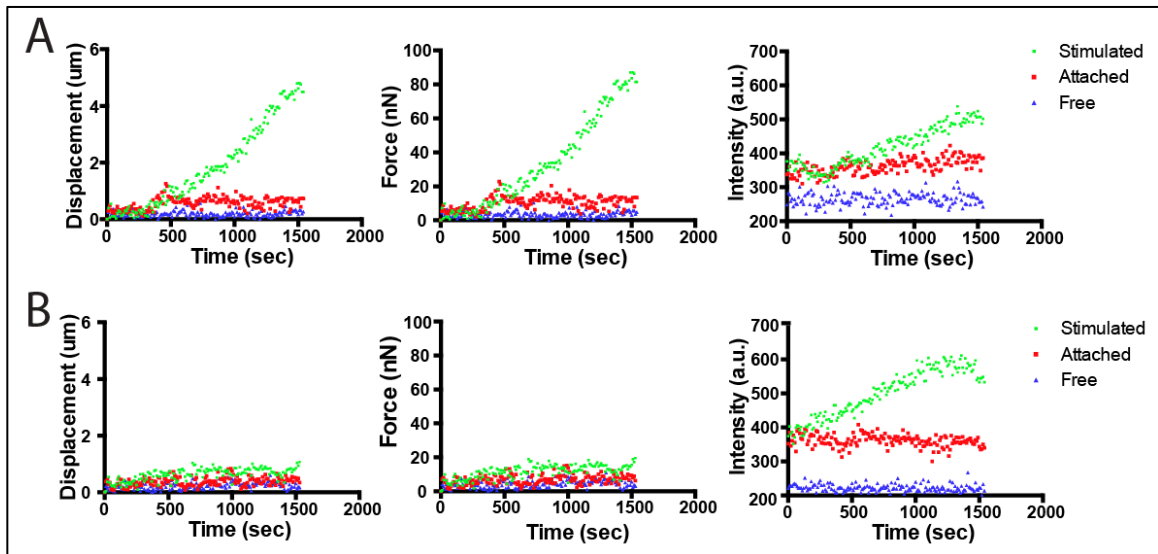 A
Displacement (um)
6
4
2
0
0 500 1000 1500 2000
Time (sec)
Force (nN)
100
80
60
40
20
0
0 500 1000 1500 2000
Time (sec)
Intensity (a.u.)
700
600
500
400
300
200
0 500 1000 1500 2000
Time (sec)
Stimulated
Attached
Free
B
Displacement (um)
6
4
2
0
0 500 1000 1500 2000
Time (sec)
Force (nN)
100
80
60
40
20
0
0 500 1000 1500 2000
Time (sec)
Intensity (a.u.)
700
600
500
400
300
200
0 500 1000 1500 2000
Time (sec)
Stimulated
Attached
Free